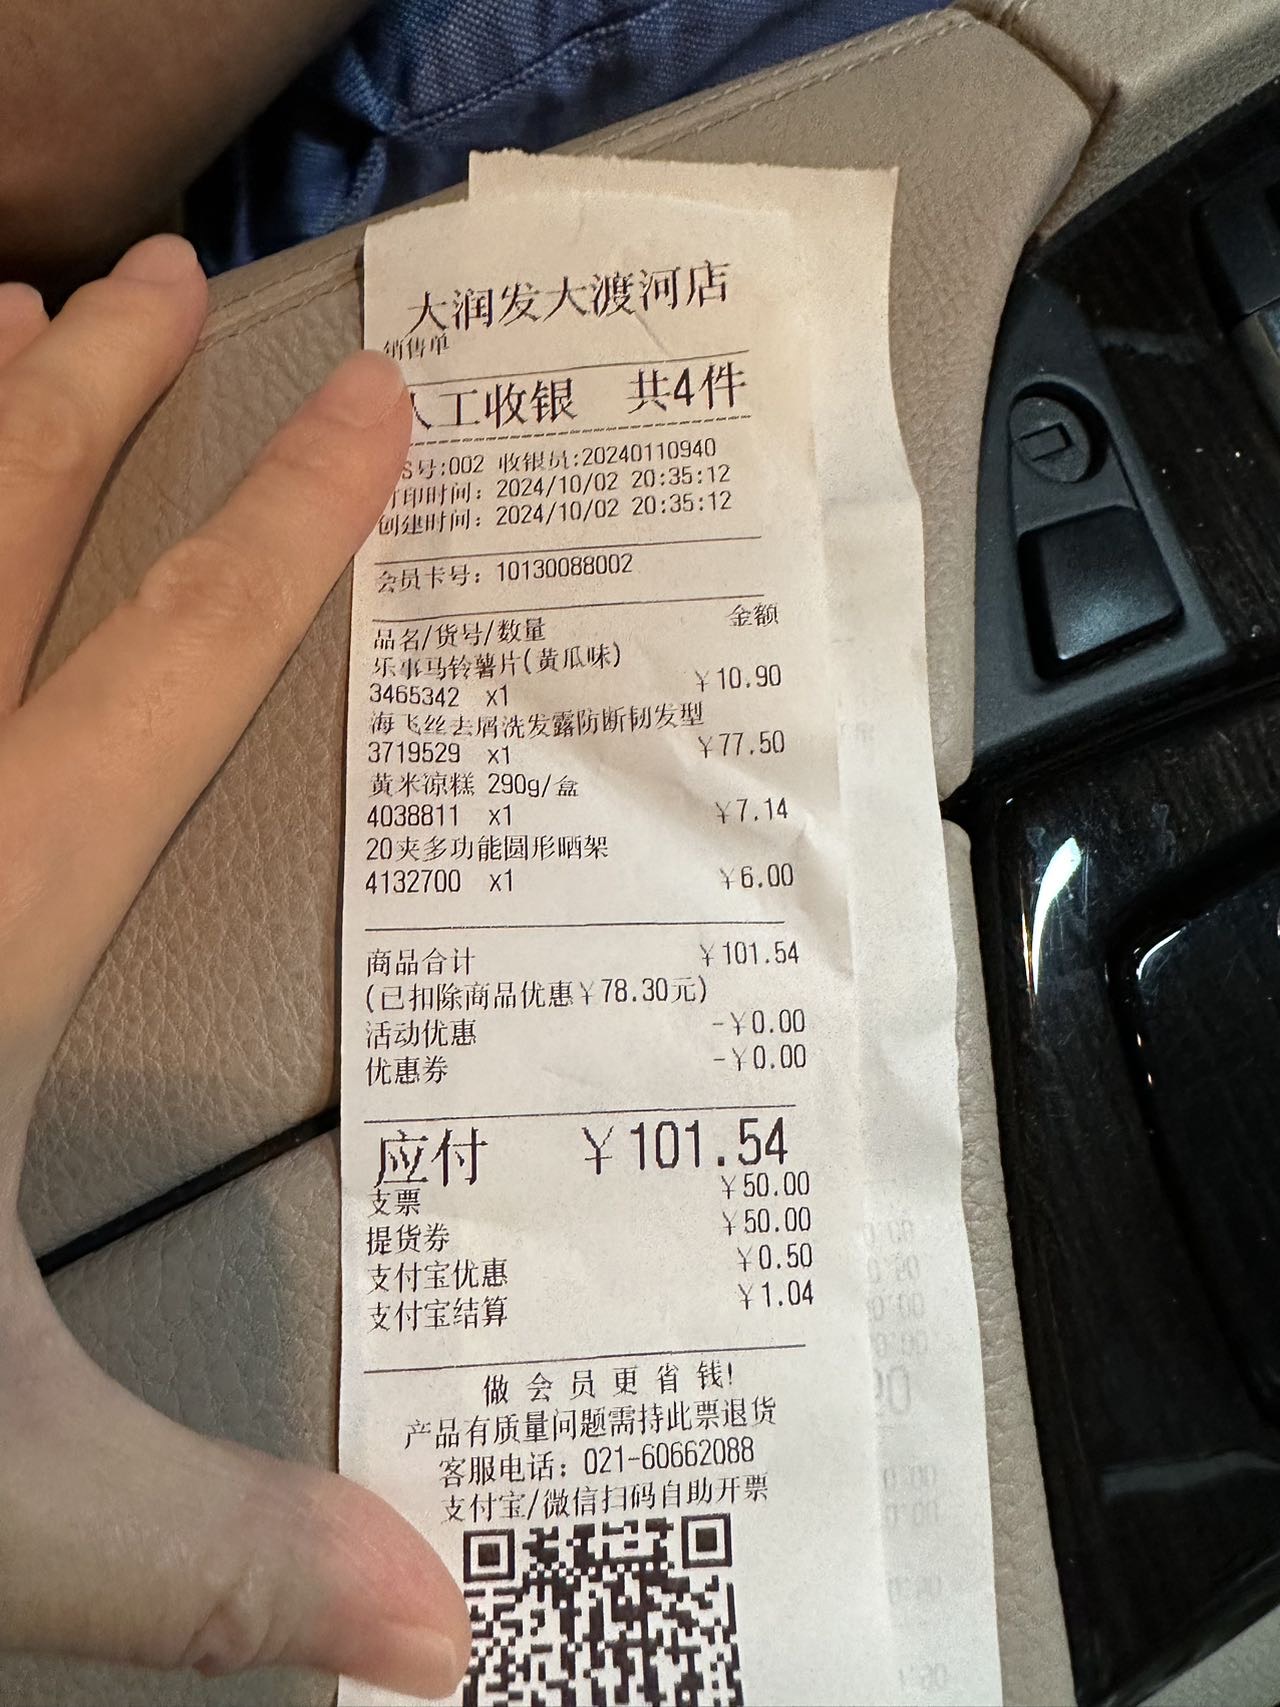 大润发大渡河店
销售单
人工收银 共4件
S号:002 收银员:20240110940
打印时间：2024/10/02 20:35:12
创建时间：2024/10/02 20:35:12
会员卡号：10130088002
品名/货号/数量 金额
乐事马铃薯片(黄瓜味)
3465342 x1 ￥10.90
海飞丝去屑洗发露防断韧发型
3719529 x1 ￥77.50
黄米凉糕 290g/盒
4038811 x1 ￥7.14
20夹多功能圆形晒架
4132700 x1 ￥6.00
商品合计 ￥101.54
(已扣除商品优惠￥78.30元)
活动优惠 -￥0.00
优惠券 -￥0.00
应付 ￥101.54
支票 ￥50.00
提货券 ￥50.00
支付宝优惠 ￥0.50
支付宝结算 ￥1.04
做会员更省钱!
产品有质量问题需持此票退货
客服电话：021-60662088
支付宝/微信扫码自助开票